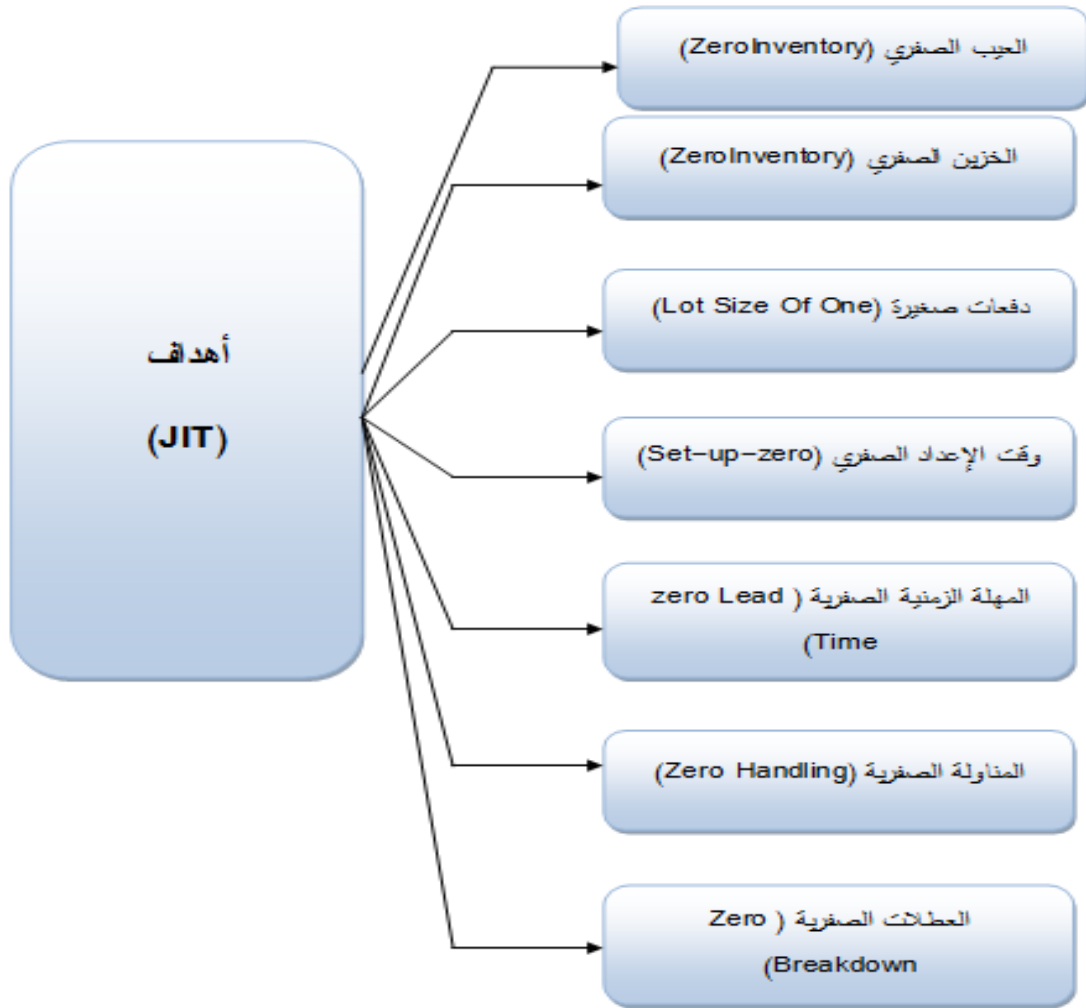 أهداف
(JIT)
العيب الصفري (ZeroInventory)
الخزين الصفري (ZeroInventory)
دفعات صغيرة (Lot Size Of One)
وقت الإعداد الصفري (Set-up-zero)
المهلة الزمنية الصفرية ( zero Lead
Time)
المناولة الصفرية (Zero Handling)
العطلات الصفرية ( Zero
Breakdown)